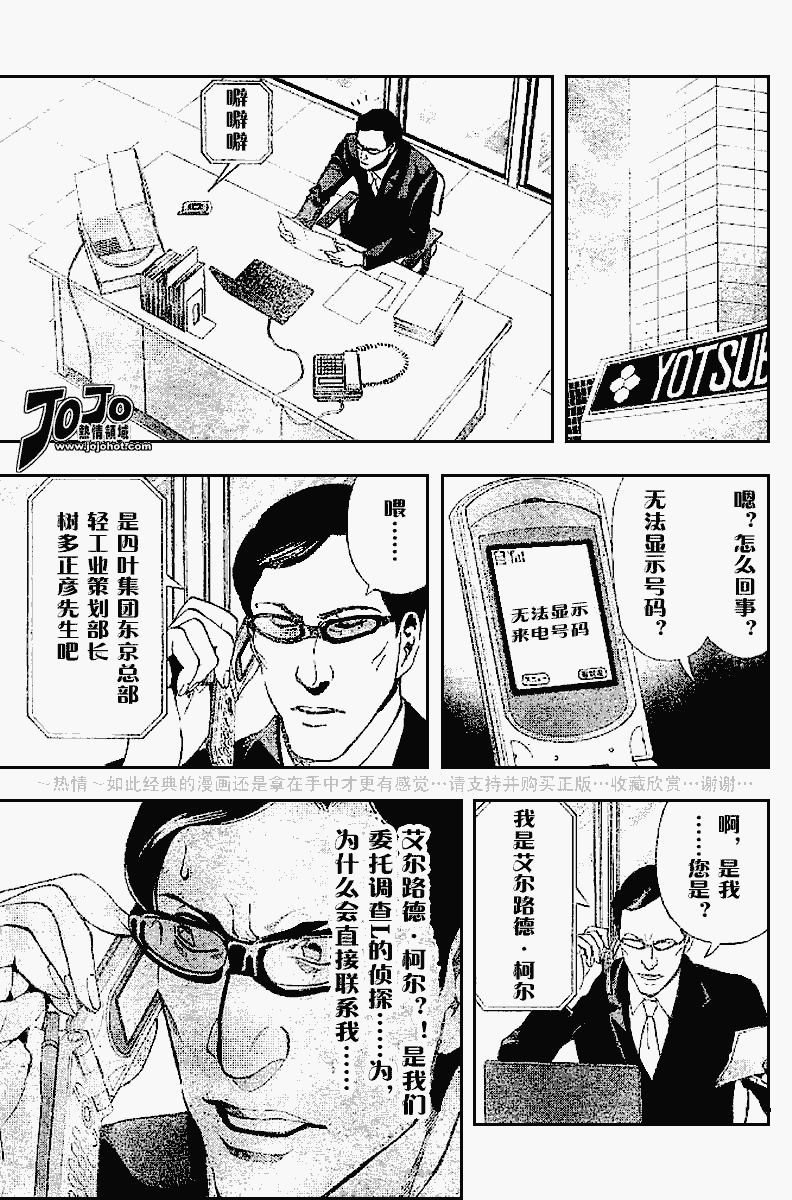 YOTSUB
噼
噼
噼
JOJO
热情领域
www.jojohot.com
嗯？怎么回事？
无法显示号码？
无法显示
来电号码
喂……
是四叶集团东京总部
轻工业策划部长
树多正彦先生吧
～热情～如此经典的漫画还是拿在手中才更有感觉…请支持并购买正版…收藏欣赏…谢谢…
啊，是我
……您是？
我是艾尔路德·柯尔
艾尔路德·柯尔？！是我们
委托调查L的侦探……为，
为什么会直接联系我……